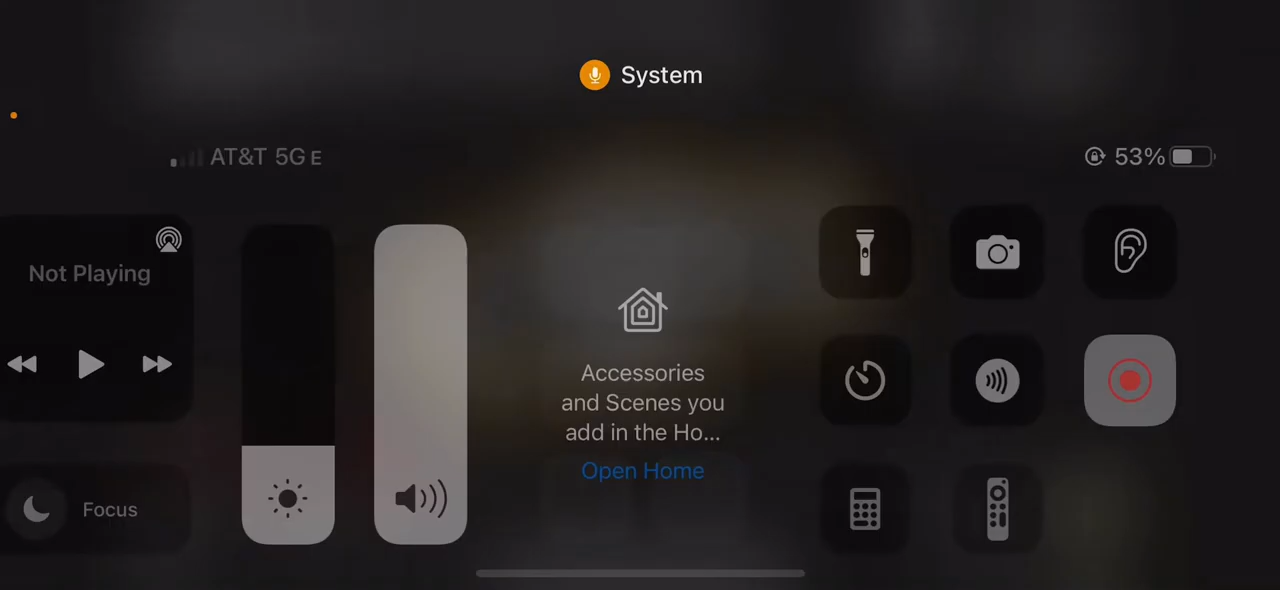 System
AT&T 5G E
53%
Not Playing
Accessories
and Scenes you
add in the Ho...
Open Home
Focus